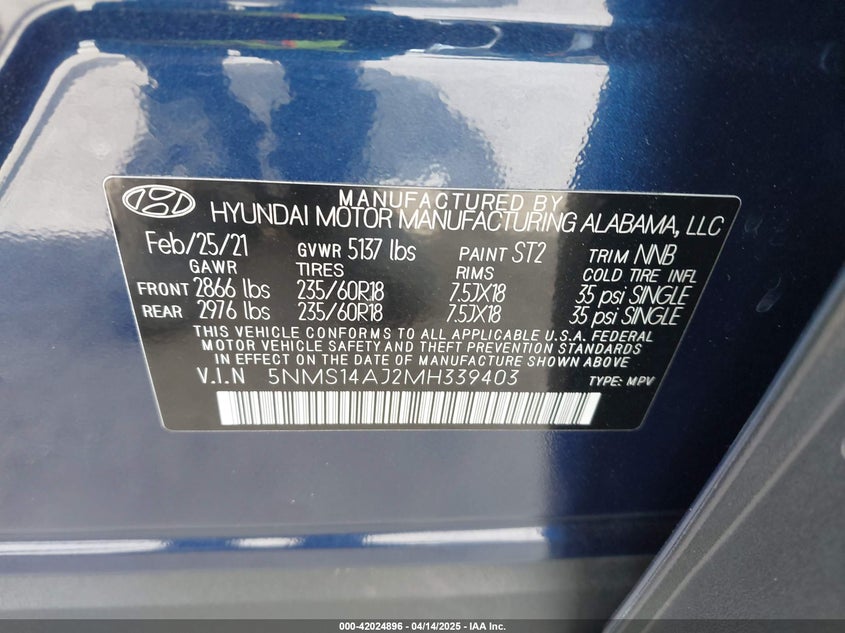 MANUFACTURED BY
HYUNDAI MOTOR MANUFACTURING ALABAMA, LLC
Feb/25/21 GVWR 5137 lbs PAINT ST2 TRIM NNB
GAWR TIRES RIMS COLD TIRE INFL
FRONT 2866 lbs 235/60R18 7.5JX18 35 psi SINGLE
REAR 2976 lbs 235/60R18 7.5JX18 35 psi SINGLE
THIS VEHICLE CONFORMS TO ALL APPLICABLE U.S.A. FEDERAL
MOTOR VEHICLE SAFETY AND THEFT PREVENTION STANDARDS
IN EFFECT ON THE DATE OF MANUFACTURE SHOWN ABOVE
V.I.N 5NMS14AJ2MH339403 TYPE: MPV
000-42024896 - 04/14/2025 - IAA Inc.